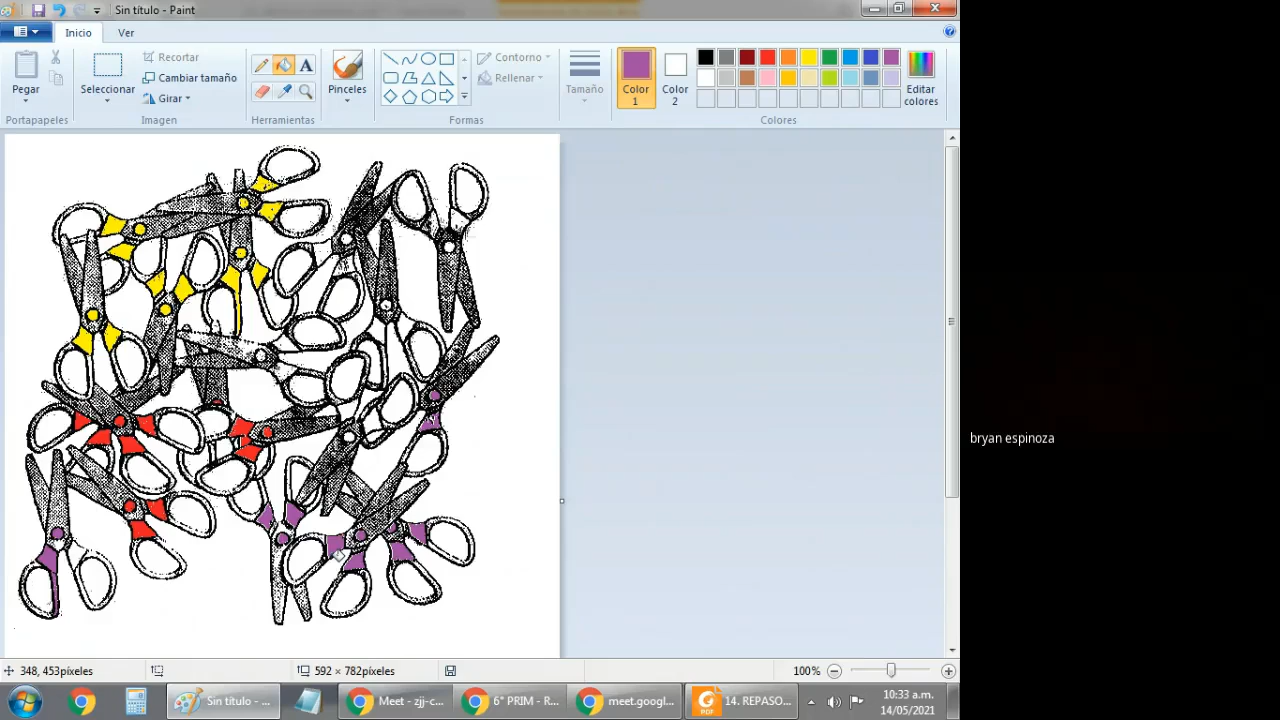 Sin título - Paint
Inicio
Ver
Pegar
Seleccionar
Recortar
Cambiar tamaño
Girar
A
Pinceles
Contorno
Rellenar
Tamaño
Color
1
Color
2
Editar
colores
Portapapeles
Imagen
Herramientas
Formas
Colores
bryan espinoza
348, 453píxeles
592 × 782píxeles
100%
Sin título - ...
Meet - zjj-c...
6° PRIM - R...
meet.googl...
PDF
14. REPASO...
10:33 a.m.
14/05/2021